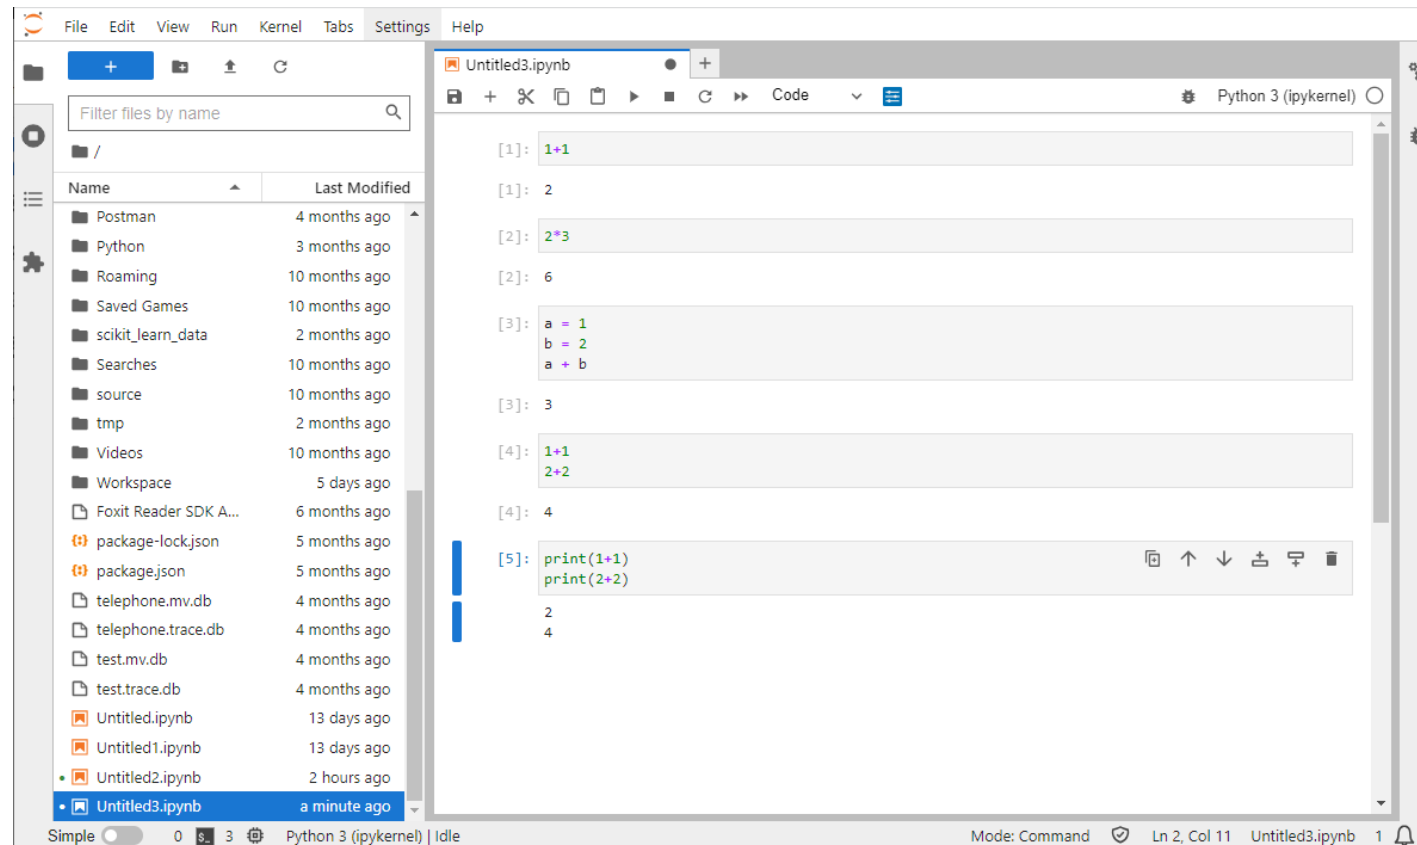 File Edit View Run Kernel Tabs Settings Help
Filter files by name
/
Name Last Modified
Postman 4 months ago
Python 3 months ago
Roaming 10 months ago
Saved Games 10 months ago
scikit_learn_data 2 months ago
Searches 10 months ago
source 10 months ago
tmp 2 months ago
Videos 10 months ago
Workspace 5 days ago
Foxit Reader SDK A... 6 months ago
package-lock.json 5 months ago
package.json 5 months ago
telephone.mv.db 4 months ago
telephone.trace.db 4 months ago
test.mv.db 4 months ago
test.trace.db 4 months ago
Untitled.ipynb 13 days ago
Untitled1.ipynb 13 days ago
Untitled2.ipynb 2 hours ago
Untitled3.ipynb a minute ago
Untitled3.ipynb
Code Python 3 (ipykernel)
[1]: 1+1
[1]: 2
[2]: 2*3
[2]: 6
[3]: a = 1
b = 2
a + b
[3]: 3
[4]: 1+1
2+2
[4]: 4
[5]: print(1+1)
print(2+2)
2
4
Simple 0 $_ 3 Python 3 (ipykernel) | Idle Mode: Command Ln 2, Col 11 Untitled3.ipynb 1